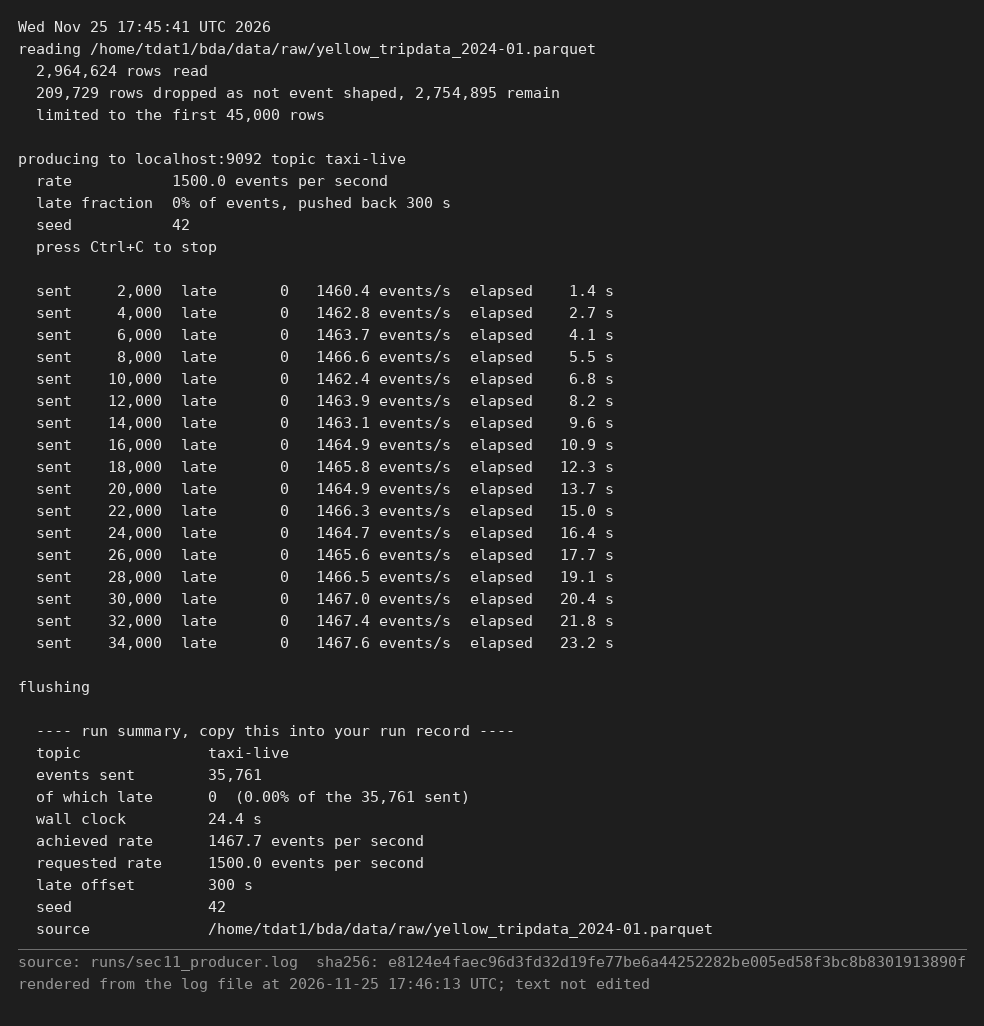 Wed Nov 25 17:45:41 UTC 2026
reading /home/tdat1/bda/data/raw/yellow_tripdata_2024-01.parquet
  2,964,624 rows read
  209,729 rows dropped as not event shaped, 2,754,895 remain
  limited to the first 45,000 rows

producing to localhost:9092 topic taxi-live
  rate           1500.0 events per second
  late fraction  0% of events, pushed back 300 s
  seed           42
  press Ctrl+C to stop

  sent     2,000  late       0   1460.4 events/s  elapsed    1.4 s
  sent     4,000  late       0   1462.8 events/s  elapsed    2.7 s
  sent     6,000  late       0   1463.7 events/s  elapsed    4.1 s
  sent     8,000  late       0   1466.6 events/s  elapsed    5.5 s
  sent    10,000  late       0   1462.4 events/s  elapsed    6.8 s
  sent    12,000  late       0   1463.9 events/s  elapsed    8.2 s
  sent    14,000  late       0   1463.1 events/s  elapsed    9.6 s
  sent    16,000  late       0   1464.9 events/s  elapsed   10.9 s
  sent    18,000  late       0   1465.8 events/s  elapsed   12.3 s
  sent    20,000  late       0   1464.9 events/s  elapsed   13.7 s
  sent    22,000  late       0   1466.3 events/s  elapsed   15.0 s
  sent    24,000  late       0   1464.7 events/s  elapsed   16.4 s
  sent    26,000  late       0   1465.6 events/s  elapsed   17.7 s
  sent    28,000  late       0   1466.5 events/s  elapsed   19.1 s
  sent    30,000  late       0   1467.0 events/s  elapsed   20.4 s
  sent    32,000  late       0   1467.4 events/s  elapsed   21.8 s
  sent    34,000  late       0   1467.6 events/s  elapsed   23.2 s

flushing

  ---- run summary, copy this into your run record ----
  topic              taxi-live
  events sent        35,761
  of which late      0  (0.00% of the 35,761 sent)
  wall clock         24.4 s
  achieved rate      1467.7 events per second
  requested rate     1500.0 events per second
  late offset        300 s
  seed               42
  source             /home/tdat1/bda/data/raw/yellow_tripdata_2024-01.parquet
source: runs/sec11_producer.log  sha256: e8124e4faec96d3fd32d19fe77be6a44252282be005ed58f3bc8b8301913890f
rendered from the log file at 2026-11-25 17:46:13 UTC; text not edited